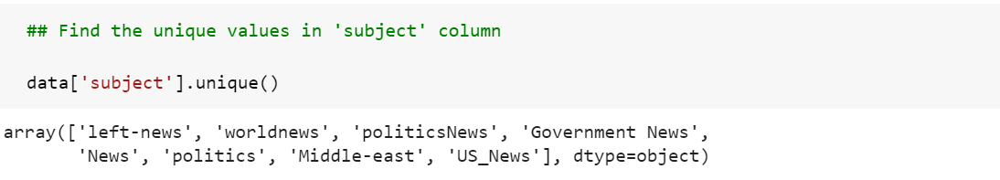 ## Find the unique values in 'subject' column
data['subject'].unique()
array(['left-news', 'worldnews', 'politicsNews', 'Government News',
'News', 'politics', 'Middle-east', 'US_News'], dtype=object)